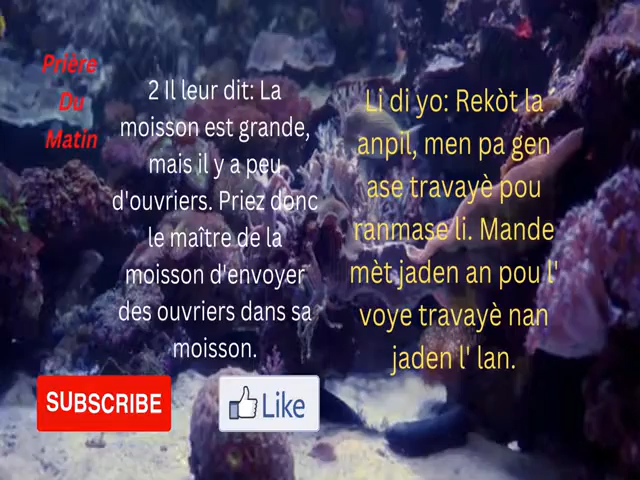 Prière
Du
Matin
2 Il leur dit: La
moisson est grande,
mais il y a peu
d'ouvriers. Priez donc
le maître de la
moisson d'envoyer
des ouvriers dans sa
moisson.
Li di yo: Rekòt la
anpil, men pa gen
ase travayè pou
ranmase li. Mande
mèt jaden an pou l'
voye travayè nan
jaden l' lan.
SUBSCRIBE
Like